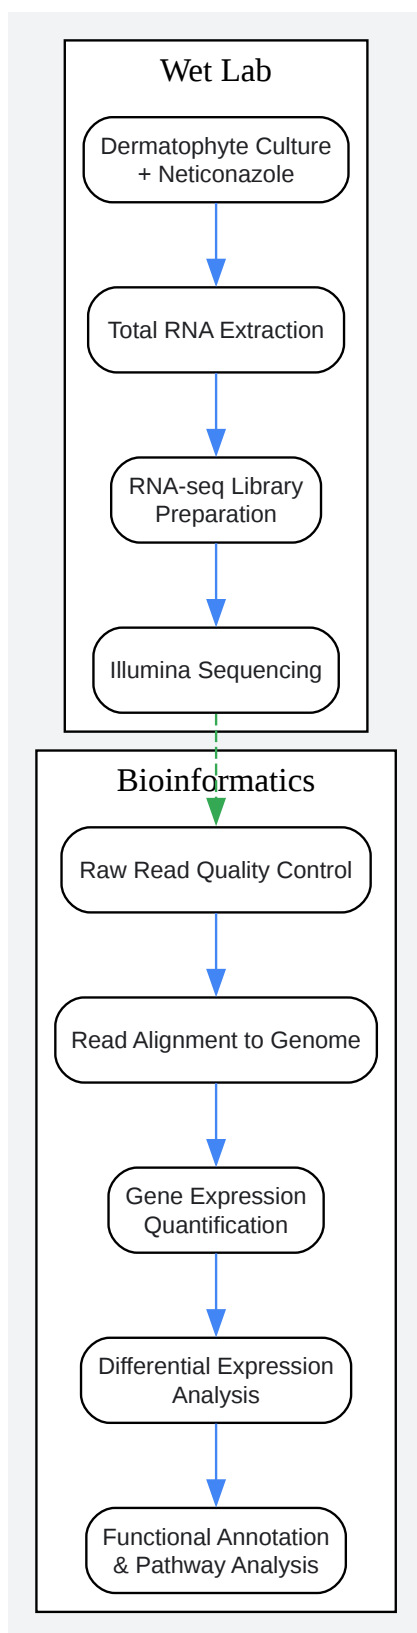 Wet Lab
Dermatophyte Culture
+ Neticonazole
Total RNA Extraction
RNA-seq Library
Preparation
Illumina Sequencing
Bioinformatics
Raw Read Quality Control
Read Alignment to Genome
Gene Expression
Quantification
Differential Expression
Analysis
Functional Annotation
& Pathway Analysis